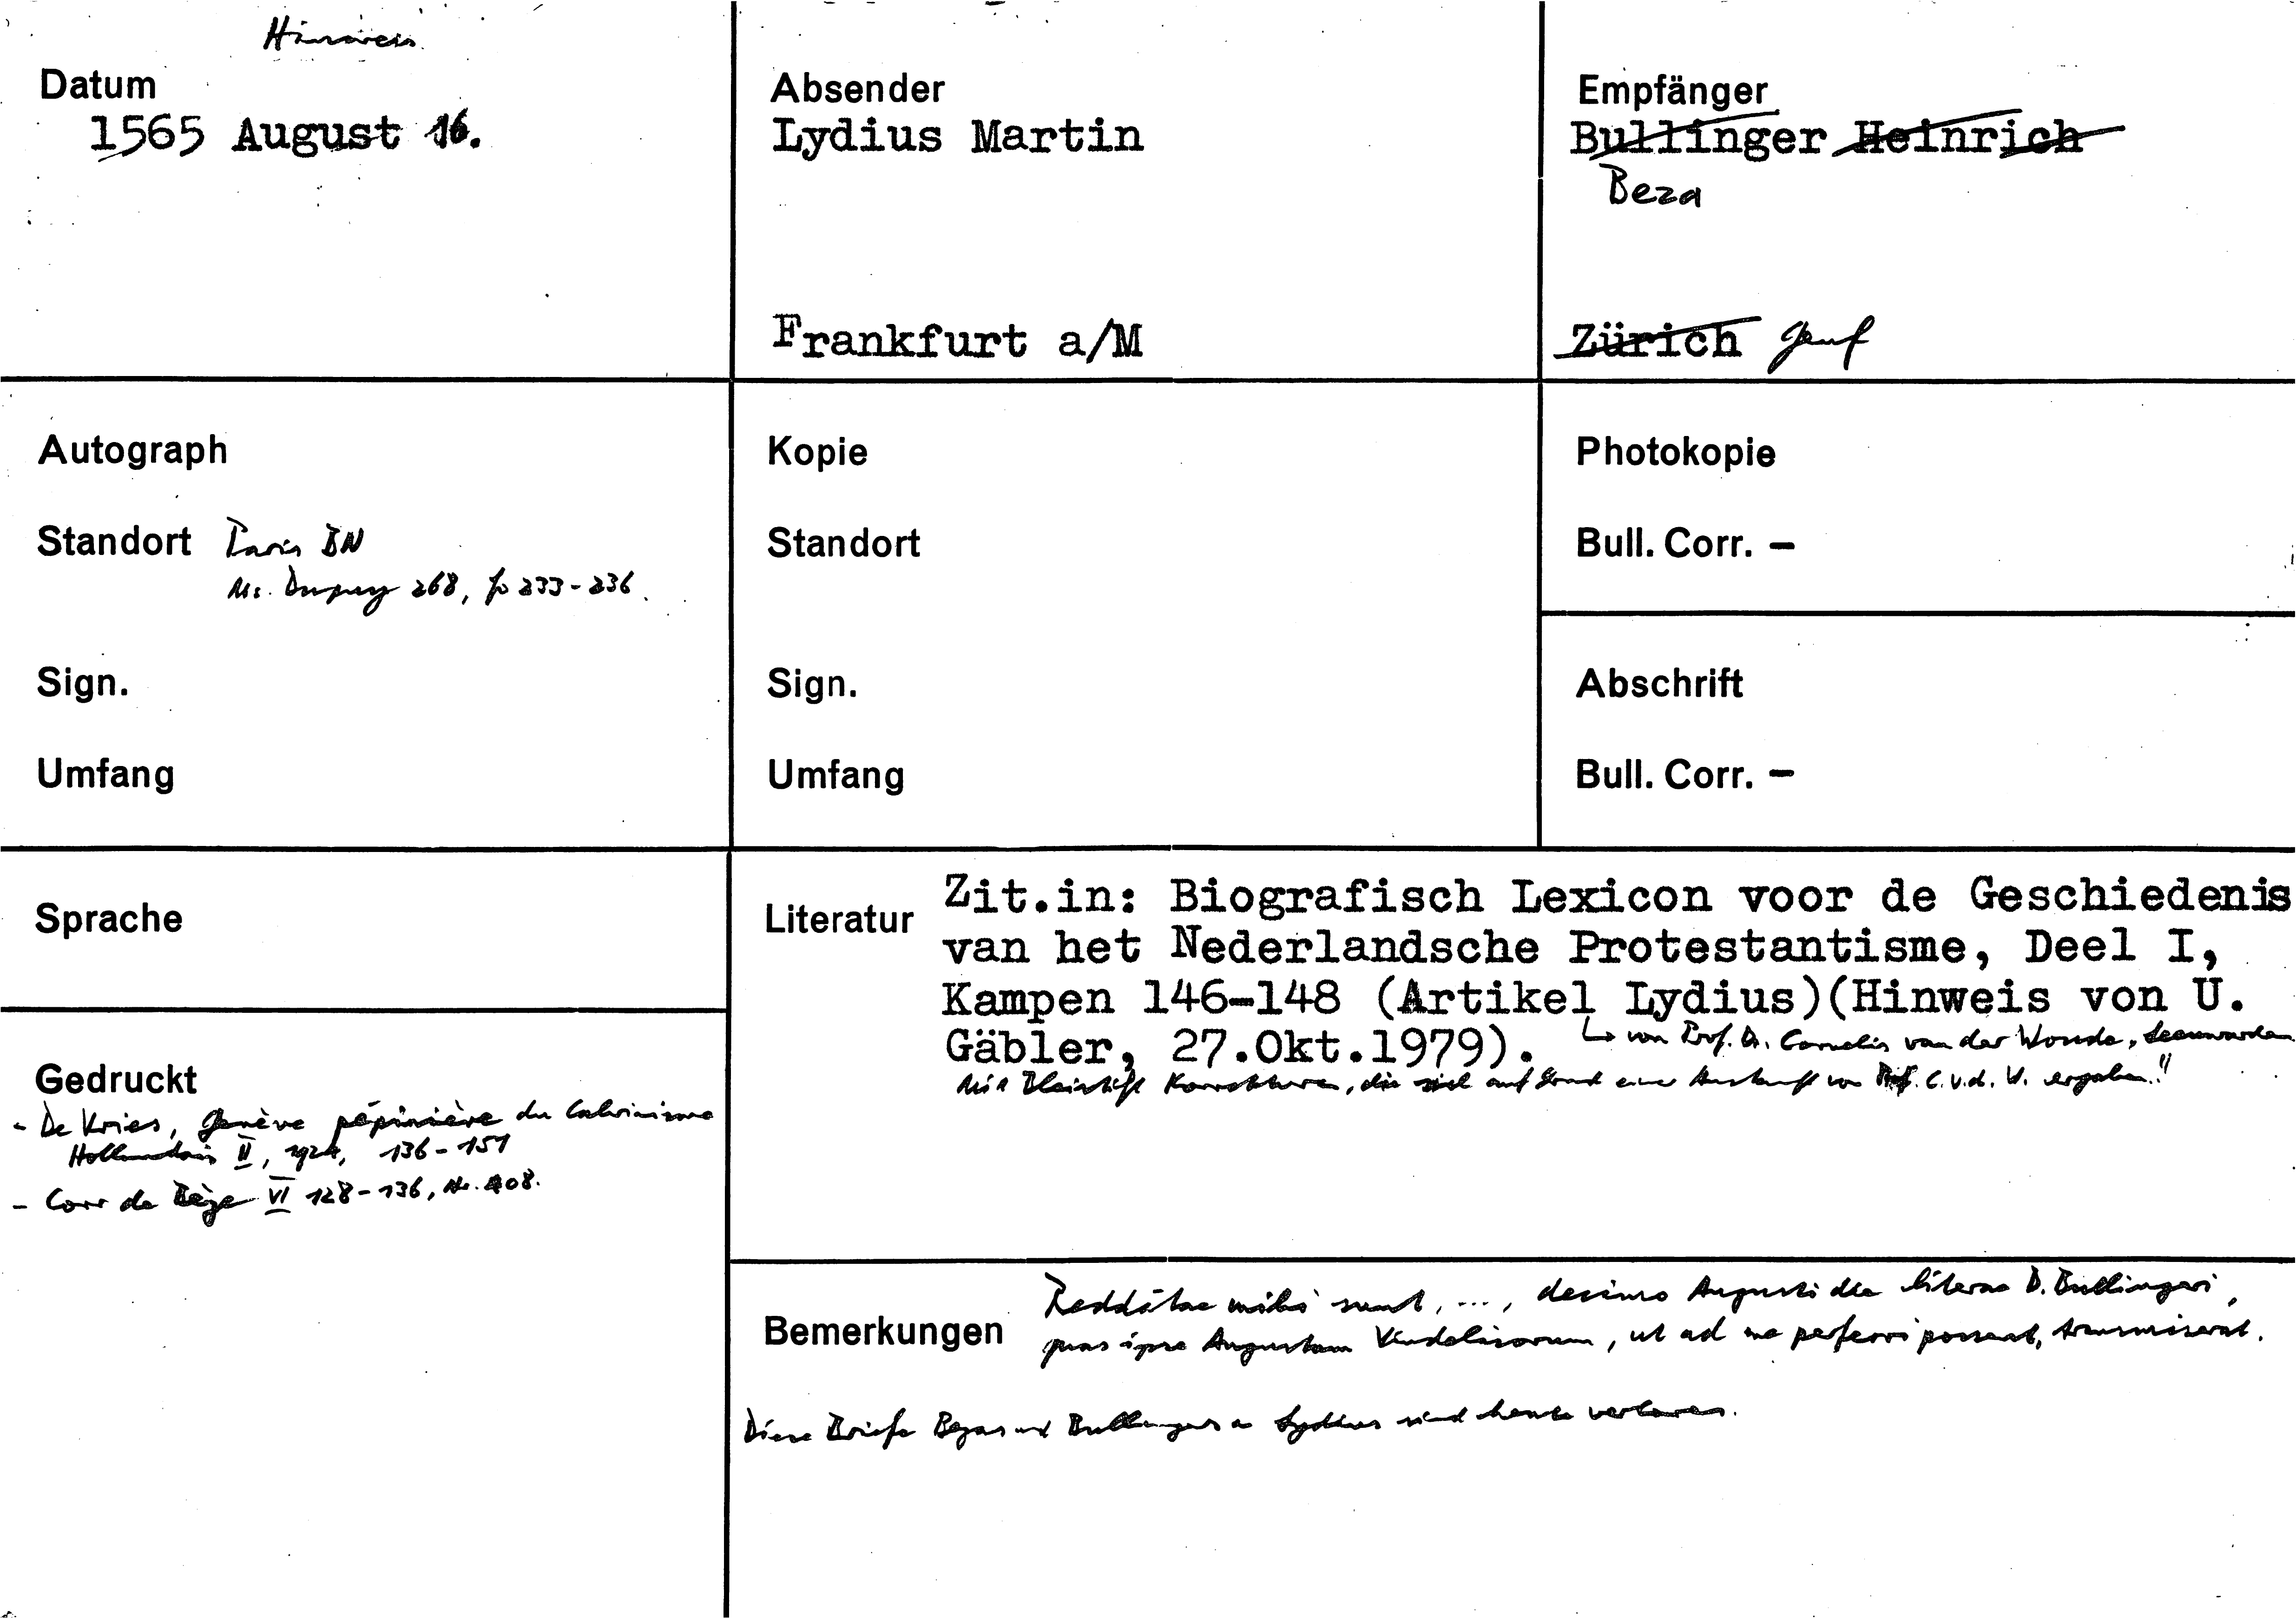 Hinweis
Datum
1565 August 16.
Absender
Lydius Martin
Frankfurt a/M
Empfänger
Bullinger Heinrich
Beza
Zürich Genf
Autograph
Standort Paris BN
Ms. Dupuy 268, fo 233-236.
Sign.
Umfang
Kopie
Standort
Sign.
Umfang
Photokopie
Bull. Corr. –
Abschrift
Bull. Corr. –
Sprache
Gedruckt
- De Vries, Genève pépinière du Calvinisme
Hollandais II, 1924, 136-151
- Corr de Bèze VI 128-136, Nr. 408.
Literatur Zit.in: Biografisch Lexicon voor de Geschiedenis
van het Nederlandsche Protestantisme, Deel I,
Kampen 146-148 (Artikel Lydius)(Hinweis von U.
Gäbler, 27.Okt.1979).
↳ von Prof. Dr. Cornelis van der Woude, Leeuwarden
Mit Bleistift Korrekturen, die sich auf Grund einer Auskunft von Prof. C.v.d. W. ergaben!!
Bemerkungen
Redditae mihi sunt, ..., decimo Augusti die literae D. Bullingeri,
quas ipse Augustam Vindelicorum, ut ad me perferri possent, transmiserat.
Diese Briefe Bezas und Bullingers an Lydius sind heute verloren.